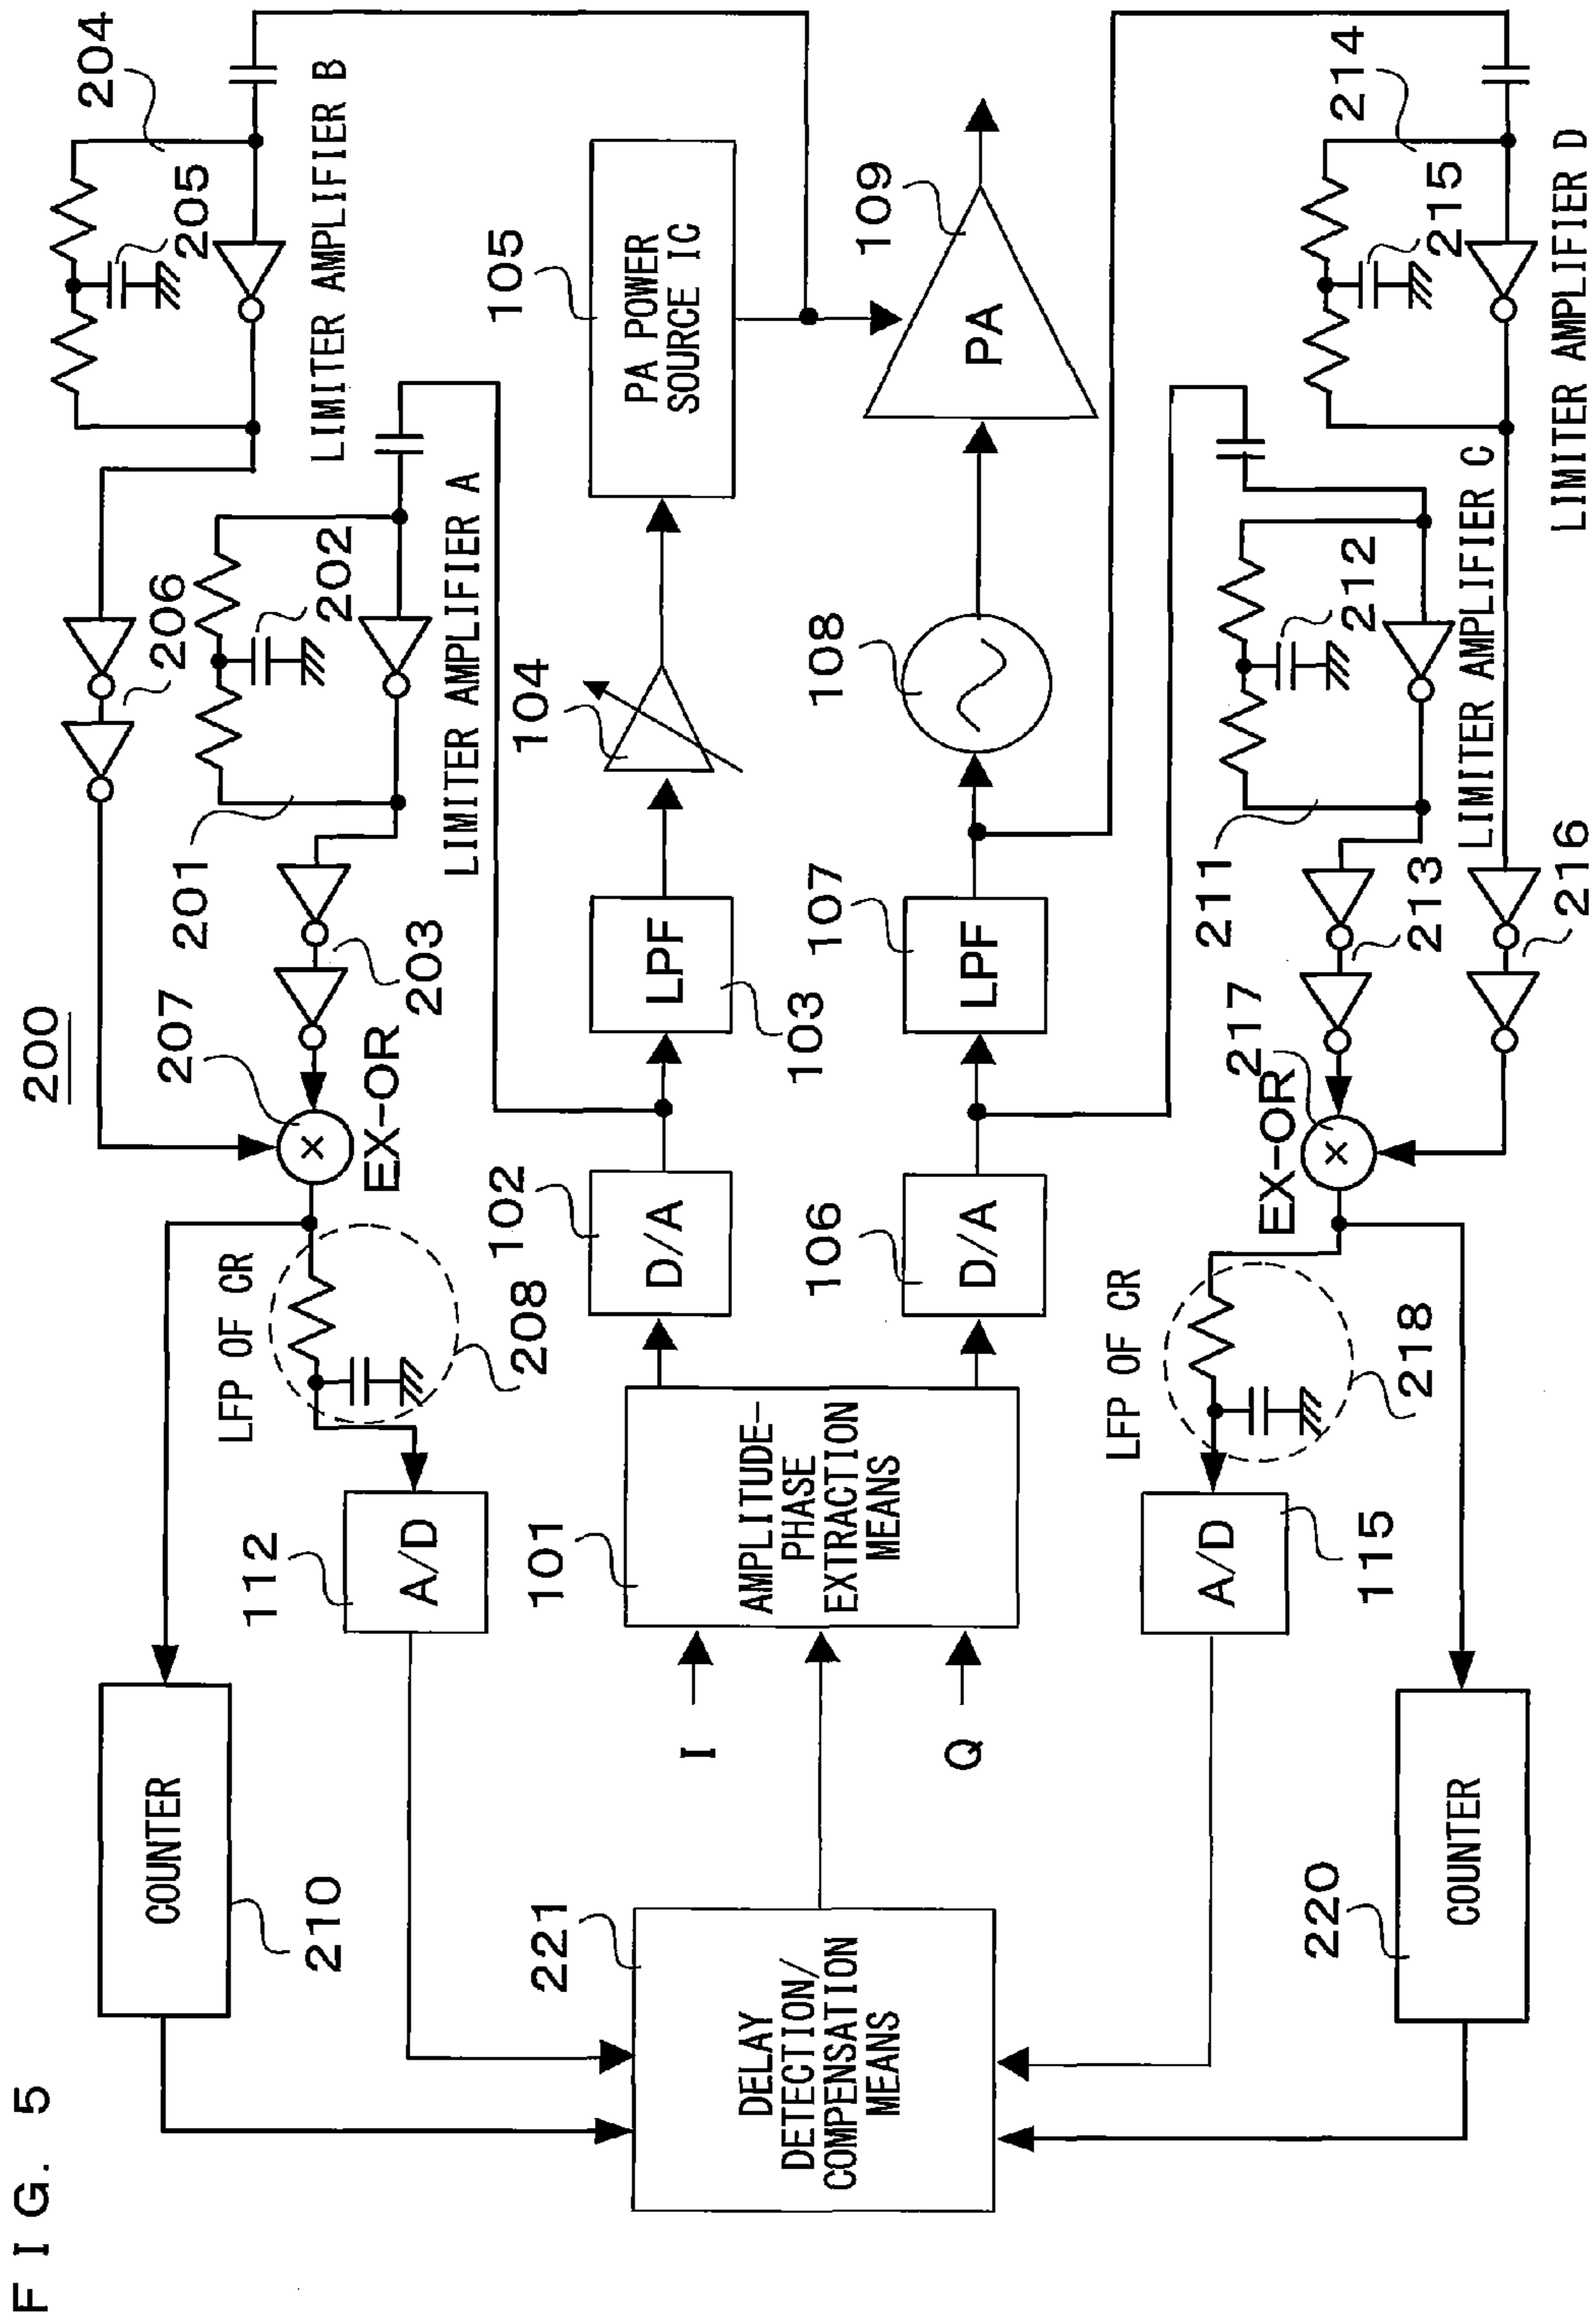 FIG. 5
200
204
205
LIMITER AMPLIFIER B
206
202
LIMITER AMPLIFIER A
201
203
207
EX-OR
LFP OF CR
208
112
A/D
COUNTER
210
105
PA POWER
SOURCE IC
104
103
LPF
102
D/A
101
AMPLITUDE-
PHASE
EXTRACTION
MEANS
I
Q
221
DELAY
DETECTION/
COMPENSATION
MEANS
109
PA
108
107
LPF
106
D/A
214
215
LIMITER AMPLIFIER D
212
LIMITER AMPLIFIER C
211
213
216
217
EX-OR
LFP OF CR
218
A/D
115
220
COUNTER
×
×